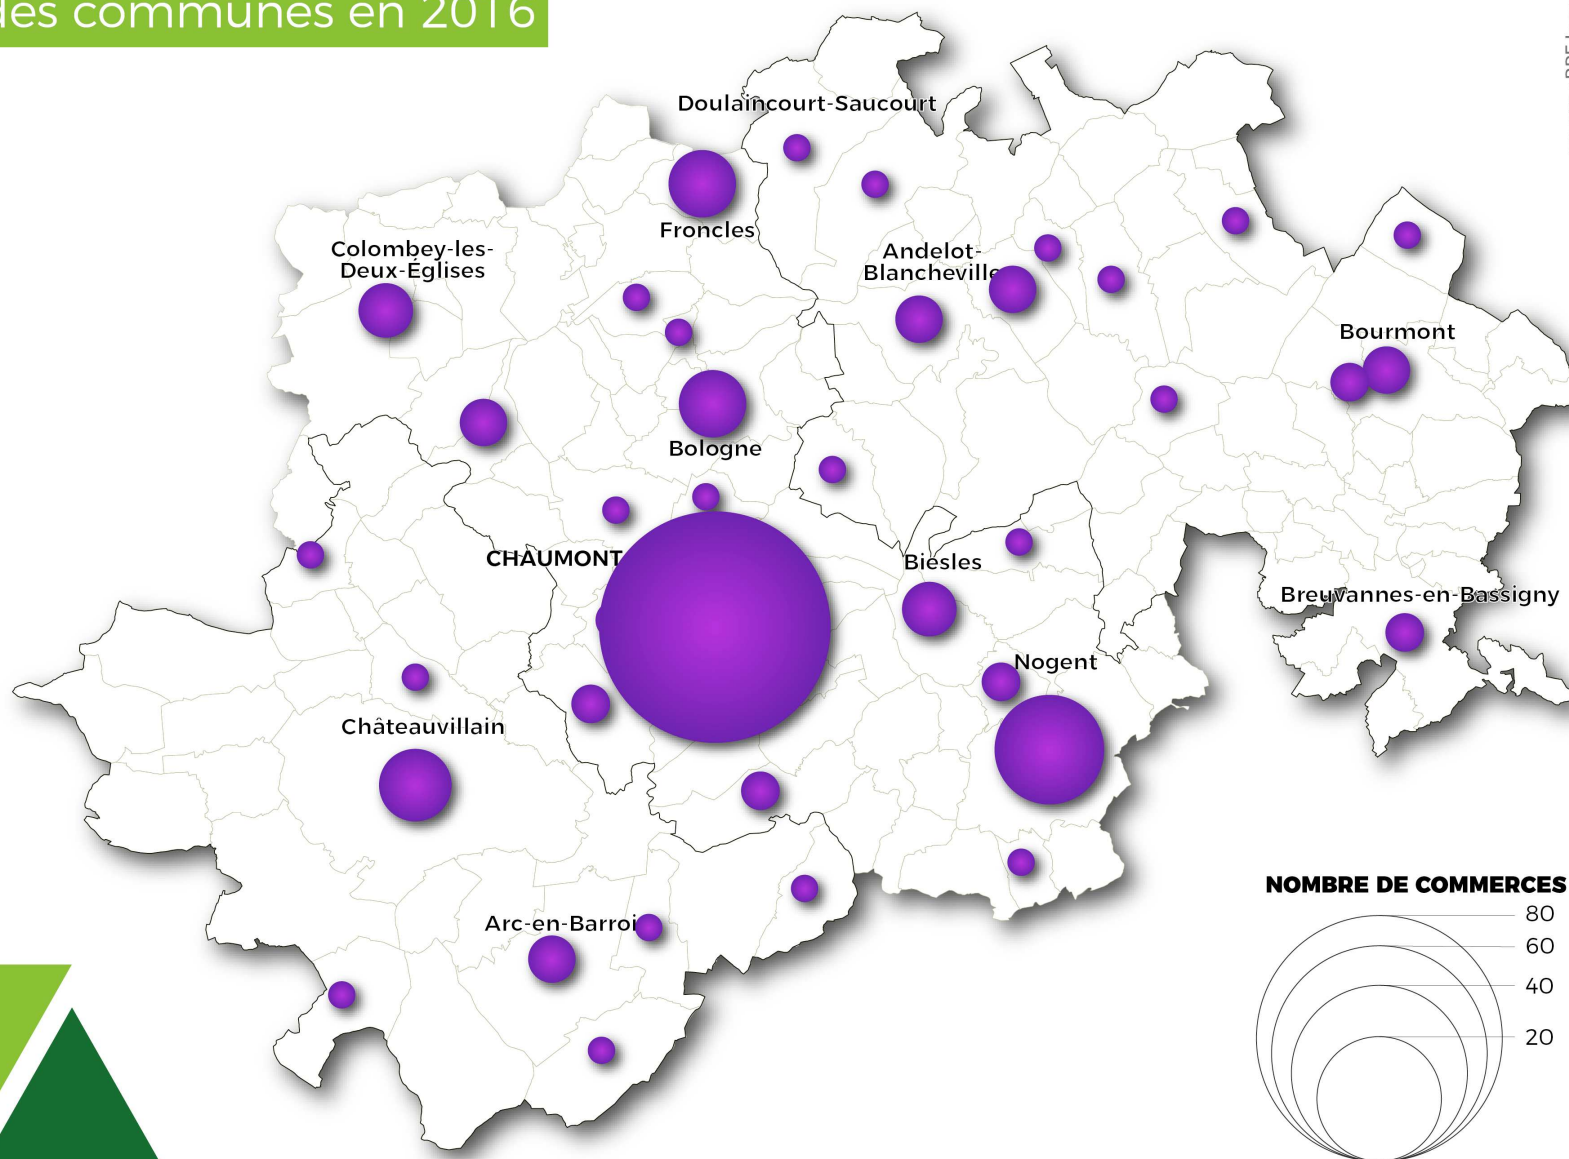 des communes en 2016
Doulaincourt-Saucourt
Froncles
Colombey-les-
Deux-Églises
Andelot-
Blancheville
Bourmont
Bologne
CHAUMONT
Biesles
Breuvannes-en-Bassigny
Nogent
Châteauvillain
Arc-en-Barroi
NOMBRE DE COMMERCES
80
60
40
20